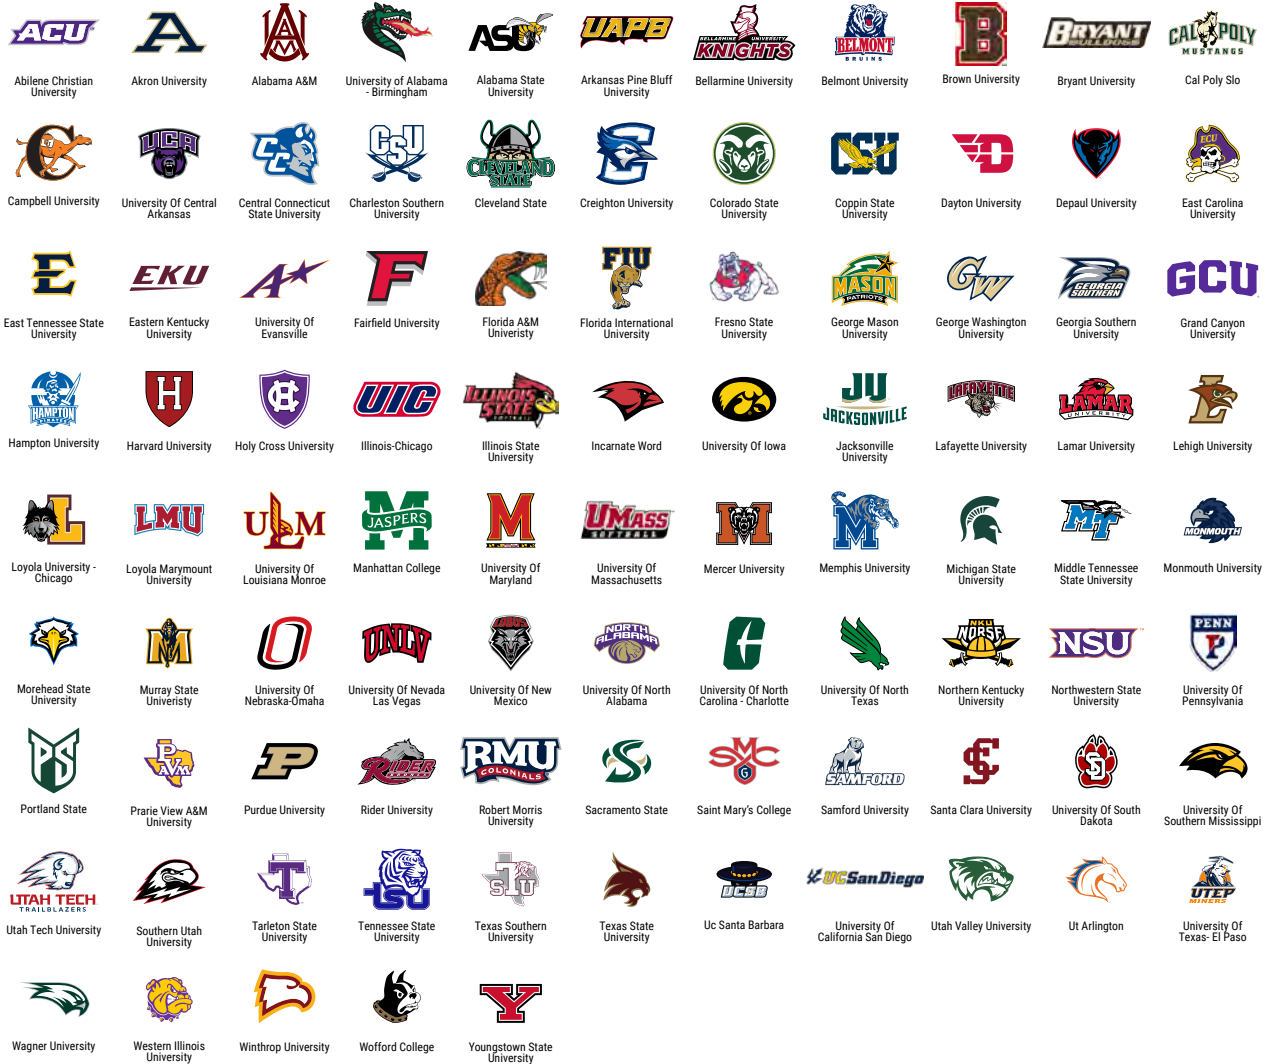 ACU
A
AAMU
ASU
UAPB
BELLARMINE UNIVERSITY
KNIGHTS
BELMONT
BRUINS
B
BRYANT
BULLDOGS
CAL POLY
MUSTANGS
Abilene Christian
University
Akron University
Alabama A&M
University of Alabama
- Birmingham
Alabama State
University
Arkansas Pine Bluff
University
Bellarmine University
Belmont University
Brown University
Bryant University
Cal Poly Slo
C
UCA
CC
CSU
CLEVELAND
STATE
C
CSU
D
ECU
Campbell University
University Of Central
Arkansas
Central Connecticut
State University
Charleston Southern
University
Cleveland State
Creighton University
Colorado State
University
Coppin State
University
Dayton University
Depaul University
East Carolina
University
E
EKU
A
F
FIU
MASON
PATRIOTS
GW
GEORGIA
SOUTHERN
GCU
East Tennessee State
University
Eastern Kentucky
University
University Of
Evansville
Fairfield University
Florida A&M
Univeristy
Florida International
University
Fresno State
University
George Mason
University
George Washington
University
Georgia Southern
University
Grand Canyon
University
HAMPTON
PIRATES
H
HC
UIC
ILLINOIS
STATE
JU
JACKSONVILLE
LAFAYETTE
LAMAR
UNIVERSITY
L
Hampton University
Harvard University
Holy Cross University
Illinois-Chicago
Illinois State
University
Incarnate Word
University Of Iowa
Jacksonville
University
Lafayette University
Lamar University
Lehigh University
L
LMU
ULM
M
JASPERS
M
UMASS
SOFTBALL
M
M
MT
MONMOUTH
Loyola University -
Chicago
Loyola Marymount
University
University Of
Louisiana Monroe
Manhattan College
University Of
Maryland
University Of
Massachusetts
Mercer University
Memphis University
Michigan State
University
Middle Tennessee
State University
Monmouth University
M
O
UNLV
LOBOS
NORTH
ALABAMA
C
NKU
NORSE
NSU
PENN
P
Morehead State
University
Murray State
Univeristy
University Of
Nebraska-Omaha
University Of Nevada
Las Vegas
University Of New
Mexico
University Of North
Alabama
University Of North
Carolina - Charlotte
University Of North
Texas
Northern Kentucky
University
Northwestern State
University
University Of
Pennsylvania
PS
PVAM
P
RIDER
RMU
COLONIALS
S
SMC
G
SAMFORD
SC
SD
Portland State
Prarie View A&M
University
Purdue University
Rider University
Robert Morris
University
Sacramento State
Saint Mary's College
Samford University
Santa Clara University
University Of South
Dakota
University Of
Southern Mississippi
UTAH TECH
TRAILBLAZERS
T
TSU
TSU
UCSB
UC San Diego
UTEP
MINERS
Utah Tech University
Southern Utah
University
Tarleton State
University
Tennessee State
University
Texas Southern
University
Texas State
University
Uc Santa Barbara
University Of
California San Diego
Utah Valley University
Ut Arlington
University Of
Texas- El Paso
Y
Wagner University
Western Illinois
University
Winthrop University
Wofford College
Youngstown State
University